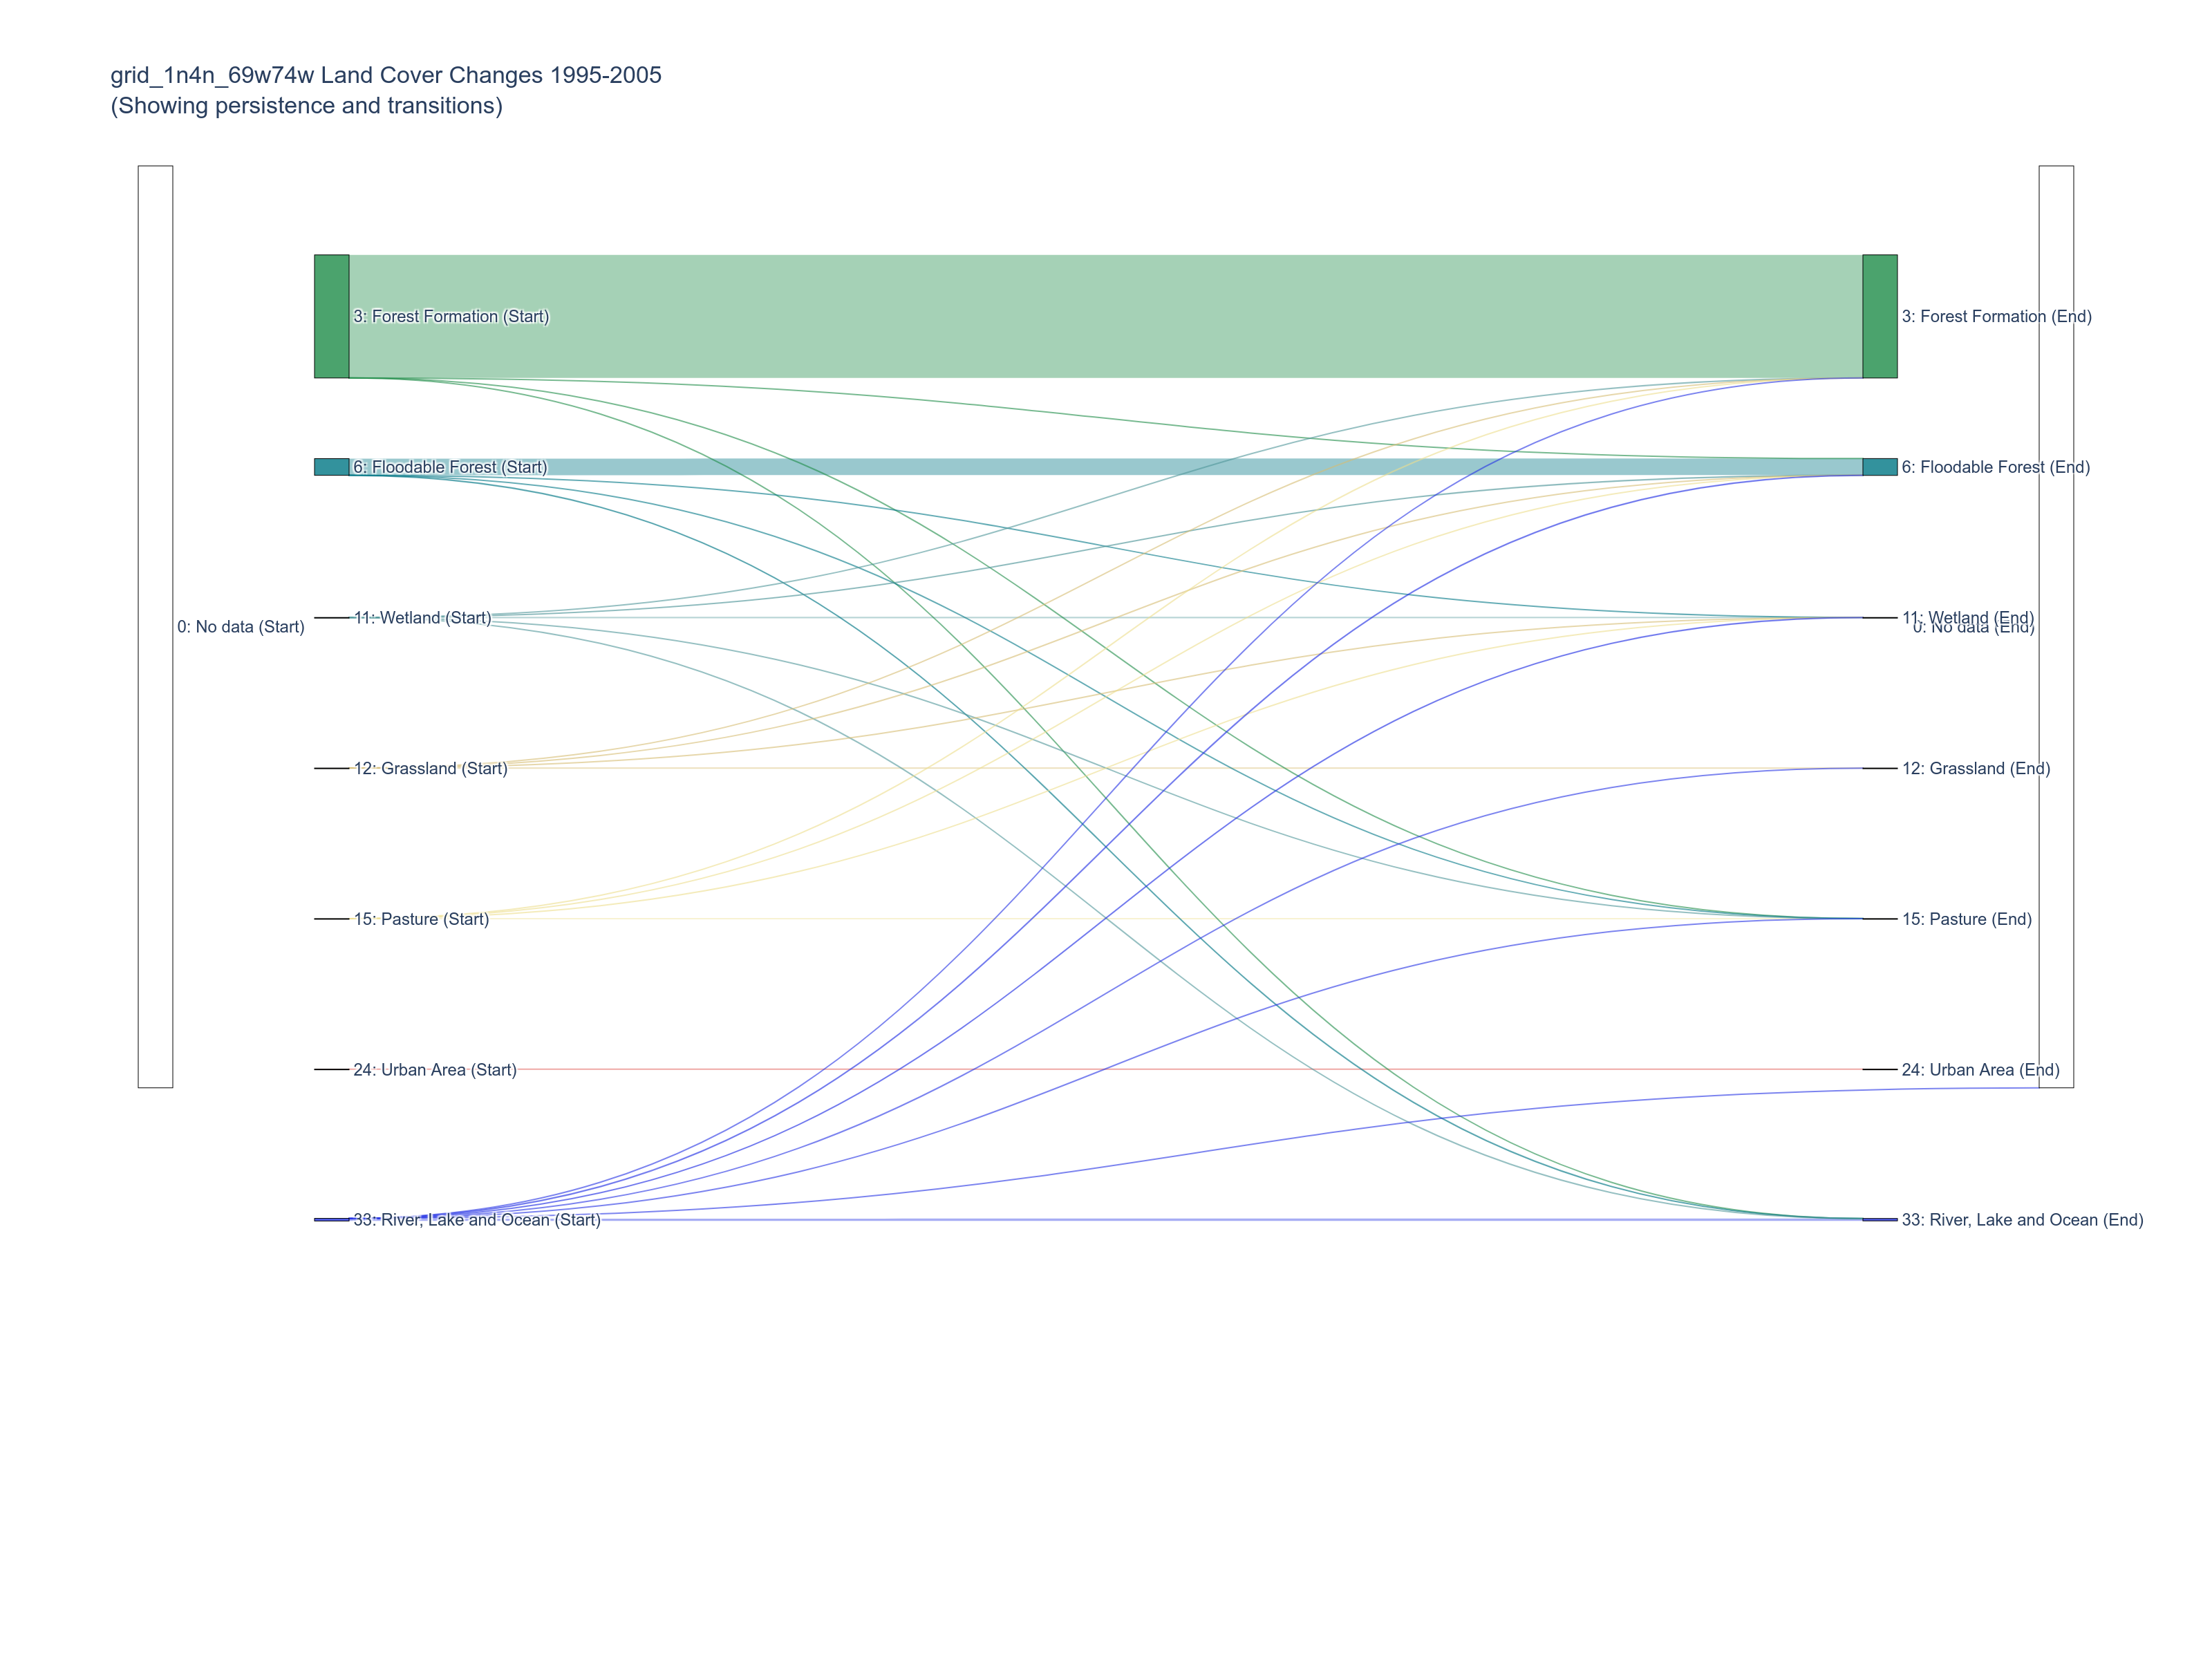 grid_1n4n_69w74w Land Cover Changes 1995-2005
(Showing persistence and transitions)
3: Forest Formation (Start)
3: Forest Formation (End)
6: Floodable Forest (Start)
6: Floodable Forest (End)
11: Wetland (Start)
11: Wetland (End)
0: No data (Start)
0: No data (End)
12: Grassland (Start)
12: Grassland (End)
15: Pasture (Start)
15: Pasture (End)
24: Urban Area (Start)
24: Urban Area (End)
33: River, Lake and Ocean (Start)
33: River, Lake and Ocean (End)